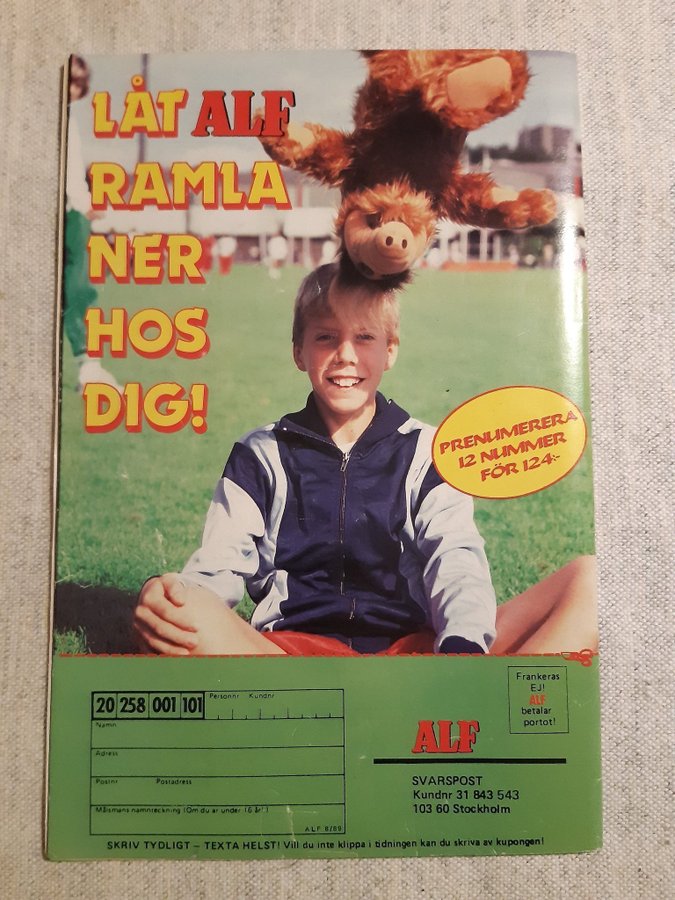 LÅT ALF
RAMLA
NER
HOS
DIG!
PRENUMERERA
12 NUMMER
FÖR 124:-
20 258 001 101
Personnr Kundnr
Namn
Adress
Postnr Postadress
Målsmans namnteckning (Om du är under 16 år!)
ALF 8/89
Frankeras
EJ!
ALF
betalar
portot!
ALF
SVARSPOST
Kundnr 31 843 543
103 60 Stockholm
SKRIV TYDLIGT – TEXTA HELST! Vill du inte klippa i tidningen kan du skriva av kupongen!